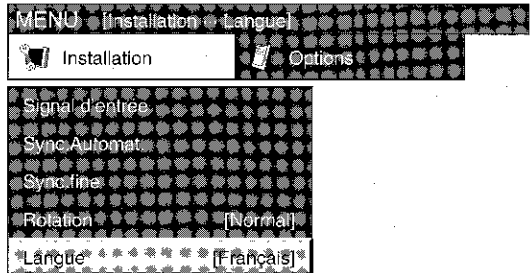 MENU [Installation -- Langue]
Installation Options
Signal d'entrée
Sync.Automat.
Sync.fine
Rotation [Normal]
Langue [Français]